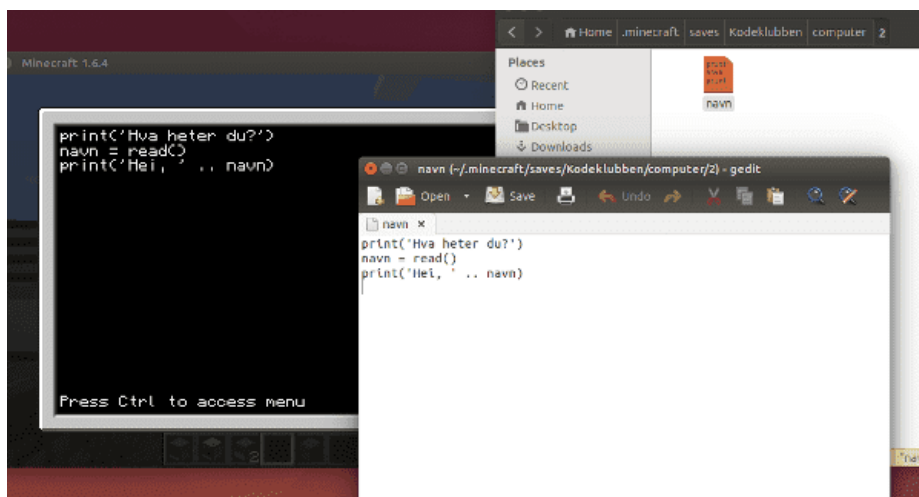 Home .minecraft saves Kodeklubben computer 2
Minecraft 1.6.4
Places
Recent
Home
Desktop
Downloads
navn
print('Hva heter du?')
navn = read()
print('Hei, ' .. navn)
Press Ctrl to access menu
2
navn (~/.minecraft/saves/Kodeklubben/computer/2) - gedit
Open Save Undo
navn ×
print('Hva heter du?')
navn = read()
print('Hei, ' .. navn)